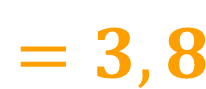 = 3,8